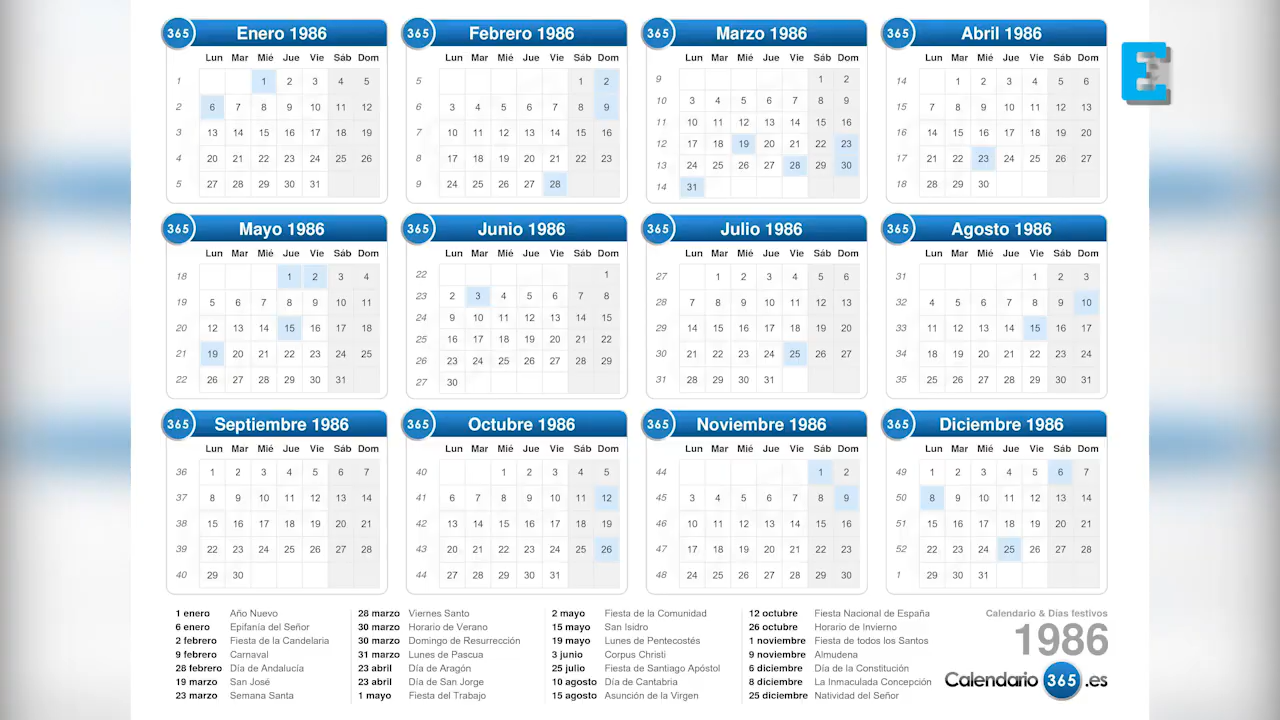 365 Enero 1986
Lun Mar Mié Jue Vie Sáb Dom
1 1 2 3 4 5
2 6 7 8 9 10 11 12
3 13 14 15 16 17 18 19
4 20 21 22 23 24 25 26
5 27 28 29 30 31
365 Febrero 1986
Lun Mar Mié Jue Vie Sáb Dom
5 1 2
6 3 4 5 6 7 8 9
7 10 11 12 13 14 15 16
8 17 18 19 20 21 22 23
9 24 25 26 27 28
365 Marzo 1986
Lun Mar Mié Jue Vie Sáb Dom
9 1 2
10 3 4 5 6 7 8 9
11 10 11 12 13 14 15 16
12 17 18 19 20 21 22 23
13 24 25 26 27 28 29 30
14 31
365 Abril 1986
Lun Mar Mié Jue Vie Sáb Dom
14 1 2 3 4 5 6
15 7 8 9 10 11 12 13
16 14 15 16 17 18 19 20
17 21 22 23 24 25 26 27
18 28 29 30
E
365 Mayo 1986
Lun Mar Mié Jue Vie Sáb Dom
18 1 2 3 4
19 5 6 7 8 9 10 11
20 12 13 14 15 16 17 18
21 19 20 21 22 23 24 25
22 26 27 28 29 30 31
365 Junio 1986
Lun Mar Mié Jue Vie Sáb Dom
22 1
23 2 3 4 5 6 7 8
24 9 10 11 12 13 14 15
25 16 17 18 19 20 21 22
26 23 24 25 26 27 28 29
27 30
365 Julio 1986
Lun Mar Mié Jue Vie Sáb Dom
27 1 2 3 4 5 6
28 7 8 9 10 11 12 13
29 14 15 16 17 18 19 20
30 21 22 23 24 25 26 27
31 28 29 30 31
365 Agosto 1986
Lun Mar Mié Jue Vie Sáb Dom
31 1 2 3
32 4 5 6 7 8 9 10
33 11 12 13 14 15 16 17
34 18 19 20 21 22 23 24
35 25 26 27 28 29 30 31
365 Septiembre 1986
Lun Mar Mié Jue Vie Sáb Dom
36 1 2 3 4 5 6 7
37 8 9 10 11 12 13 14
38 15 16 17 18 19 20 21
39 22 23 24 25 26 27 28
40 29 30
365 Octubre 1986
Lun Mar Mié Jue Vie Sáb Dom
40 1 2 3 4 5
41 6 7 8 9 10 11 12
42 13 14 15 16 17 18 19
43 20 21 22 23 24 25 26
44 27 28 29 30 31
365 Noviembre 1986
Lun Mar Mié Jue Vie Sáb Dom
44 1 2
45 3 4 5 6 7 8 9
46 10 11 12 13 14 15 16
47 17 18 19 20 21 22 23
48 24 25 26 27 28 29 30
365 Diciembre 1986
Lun Mar Mié Jue Vie Sáb Dom
49 1 2 3 4 5 6 7
50 8 9 10 11 12 13 14
51 15 16 17 18 19 20 21
52 22 23 24 25 26 27 28
1 29 30 31
1 enero Año Nuevo
6 enero Epifanía del Señor
2 febrero Fiesta de la Candelaria
9 febrero Carnaval
28 febrero Día de Andalucía
19 marzo San José
23 marzo Semana Santa
28 marzo Viernes Santo
30 marzo Horario de Verano
30 marzo Domingo de Resurrección
31 marzo Lunes de Pascua
23 abril Día de Aragón
23 abril Día de San Jorge
1 mayo Fiesta del Trabajo
2 mayo Fiesta de la Comunidad
15 mayo San Isidro
19 mayo Lunes de Pentecostés
3 junio Corpus Christi
25 julio Fiesta de Santiago Apóstol
10 agosto Día de Cantabria
15 agosto Asunción de la Virgen
12 octubre Fiesta Nacional de España
26 octubre Horario de Invierno
1 noviembre Fiesta de todos los Santos
9 noviembre Almudena
6 diciembre Día de la Constitución
8 diciembre La Inmaculada Concepción
25 diciembre Natividad del Señor
Calendario & Días festivos
1986
Calendario 365 .es